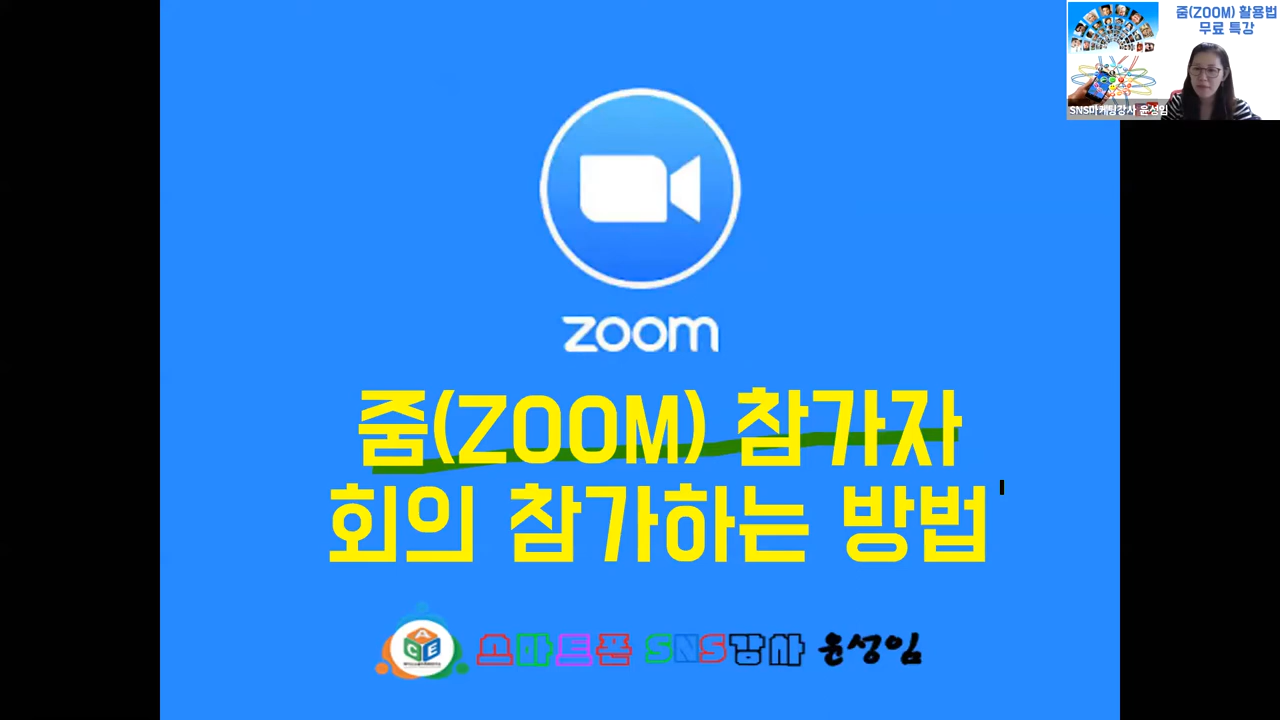 줌(ZOOM) 활용법
무료 특강
SNS마케팅강사 윤성임
zoom
줌(ZOOM) 참가자
회의 참가하는 방법
ACE
스마트폰 SNS강사 윤성임